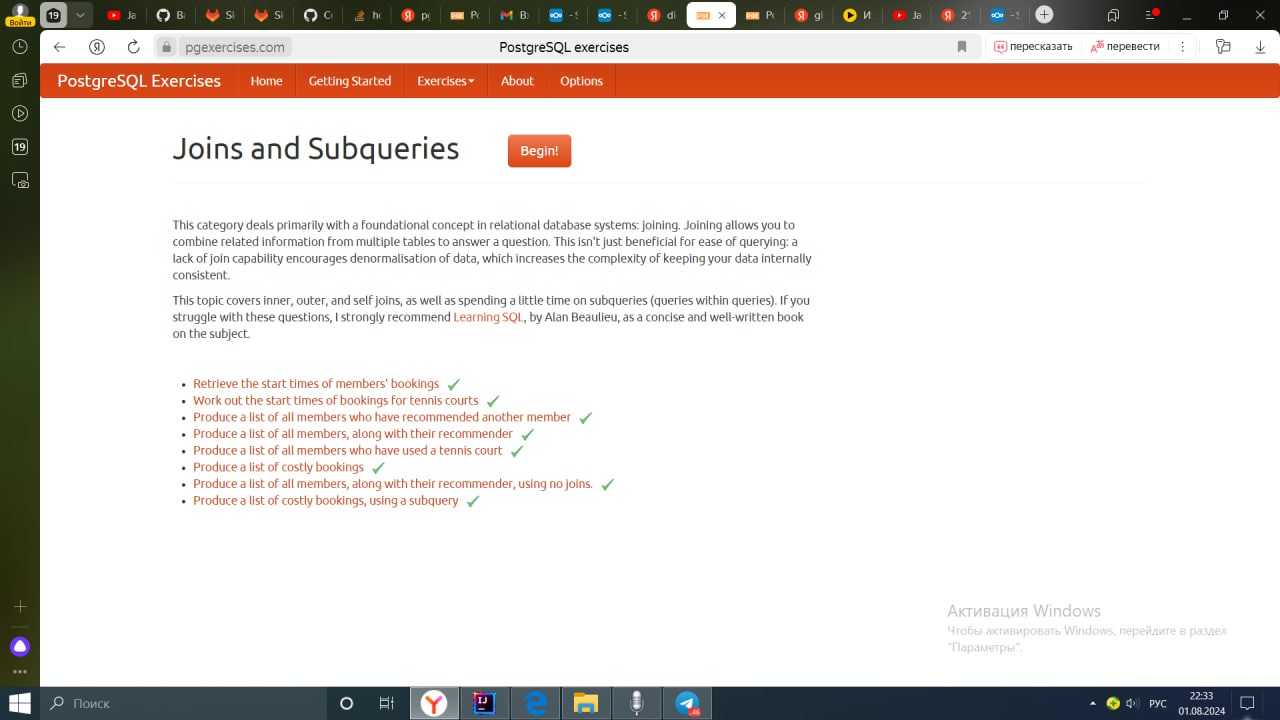 Войти
19
Ja
Ba
Si
Sk
Co
ho
pg
Po
Вх
- S
- S
di
Po
gi
И
Ja
21
- S
pgexercises.com
PostgreSQL exercises
пересказать
перевести
PostgreSQL Exercises
Home
Getting Started
Exercises
About
Options
19
Joins and Subqueries
Begin!
This category deals primarily with a foundational concept in relational database systems: joining. Joining allows you to
combine related information from multiple tables to answer a question. This isn't just beneficial for ease of querying: a
lack of join capability encourages denormalisation of data, which increases the complexity of keeping your data internally
consistent.
This topic covers inner, outer, and self joins, as well as spending a little time on subqueries (queries within queries). If you
struggle with these questions, I strongly recommend Learning SQL, by Alan Beaulieu, as a concise and well-written book
on the subject.
Retrieve the start times of members' bookings
Work out the start times of bookings for tennis courts
Produce a list of all members who have recommended another member
Produce a list of all members, along with their recommender
Produce a list of all members who have used a tennis court
Produce a list of costly bookings
Produce a list of all members, along with their recommender, using no joins.
Produce a list of costly bookings, using a subquery
Активация Windows
Чтобы активировать Windows, перейдите в раздел
"Параметры".
Поиск
РУС
22:33
01.08.2024